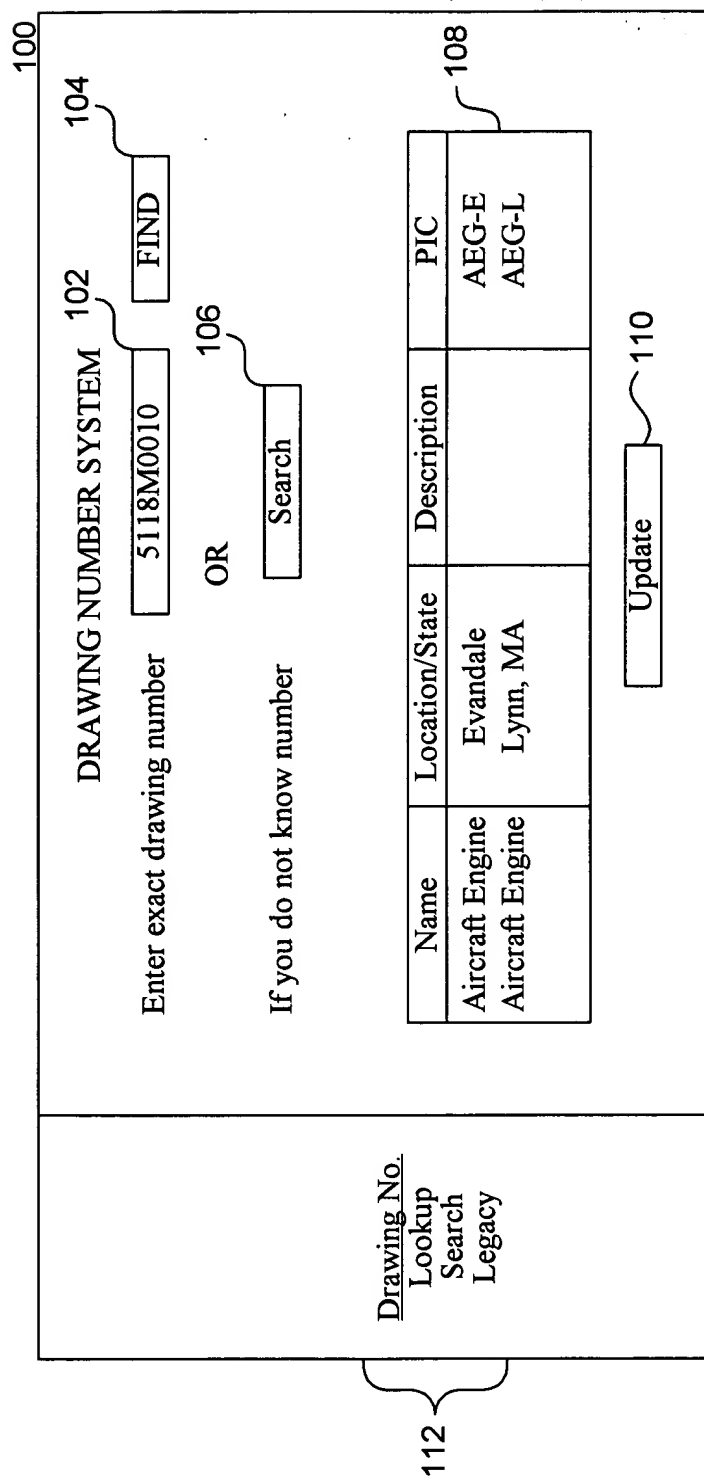 100
DRAWING NUMBER SYSTEM
102
104
Enter exact drawing number 5118M0010 FIND
OR
106
If you do not know number Search
108
Name Location/State Description PIC
Aircraft Engine Evandale AEG-E
Aircraft Engine Lynn, MA AEG-L
Update
110
Drawing No.
Lookup
Search
Legacy
112